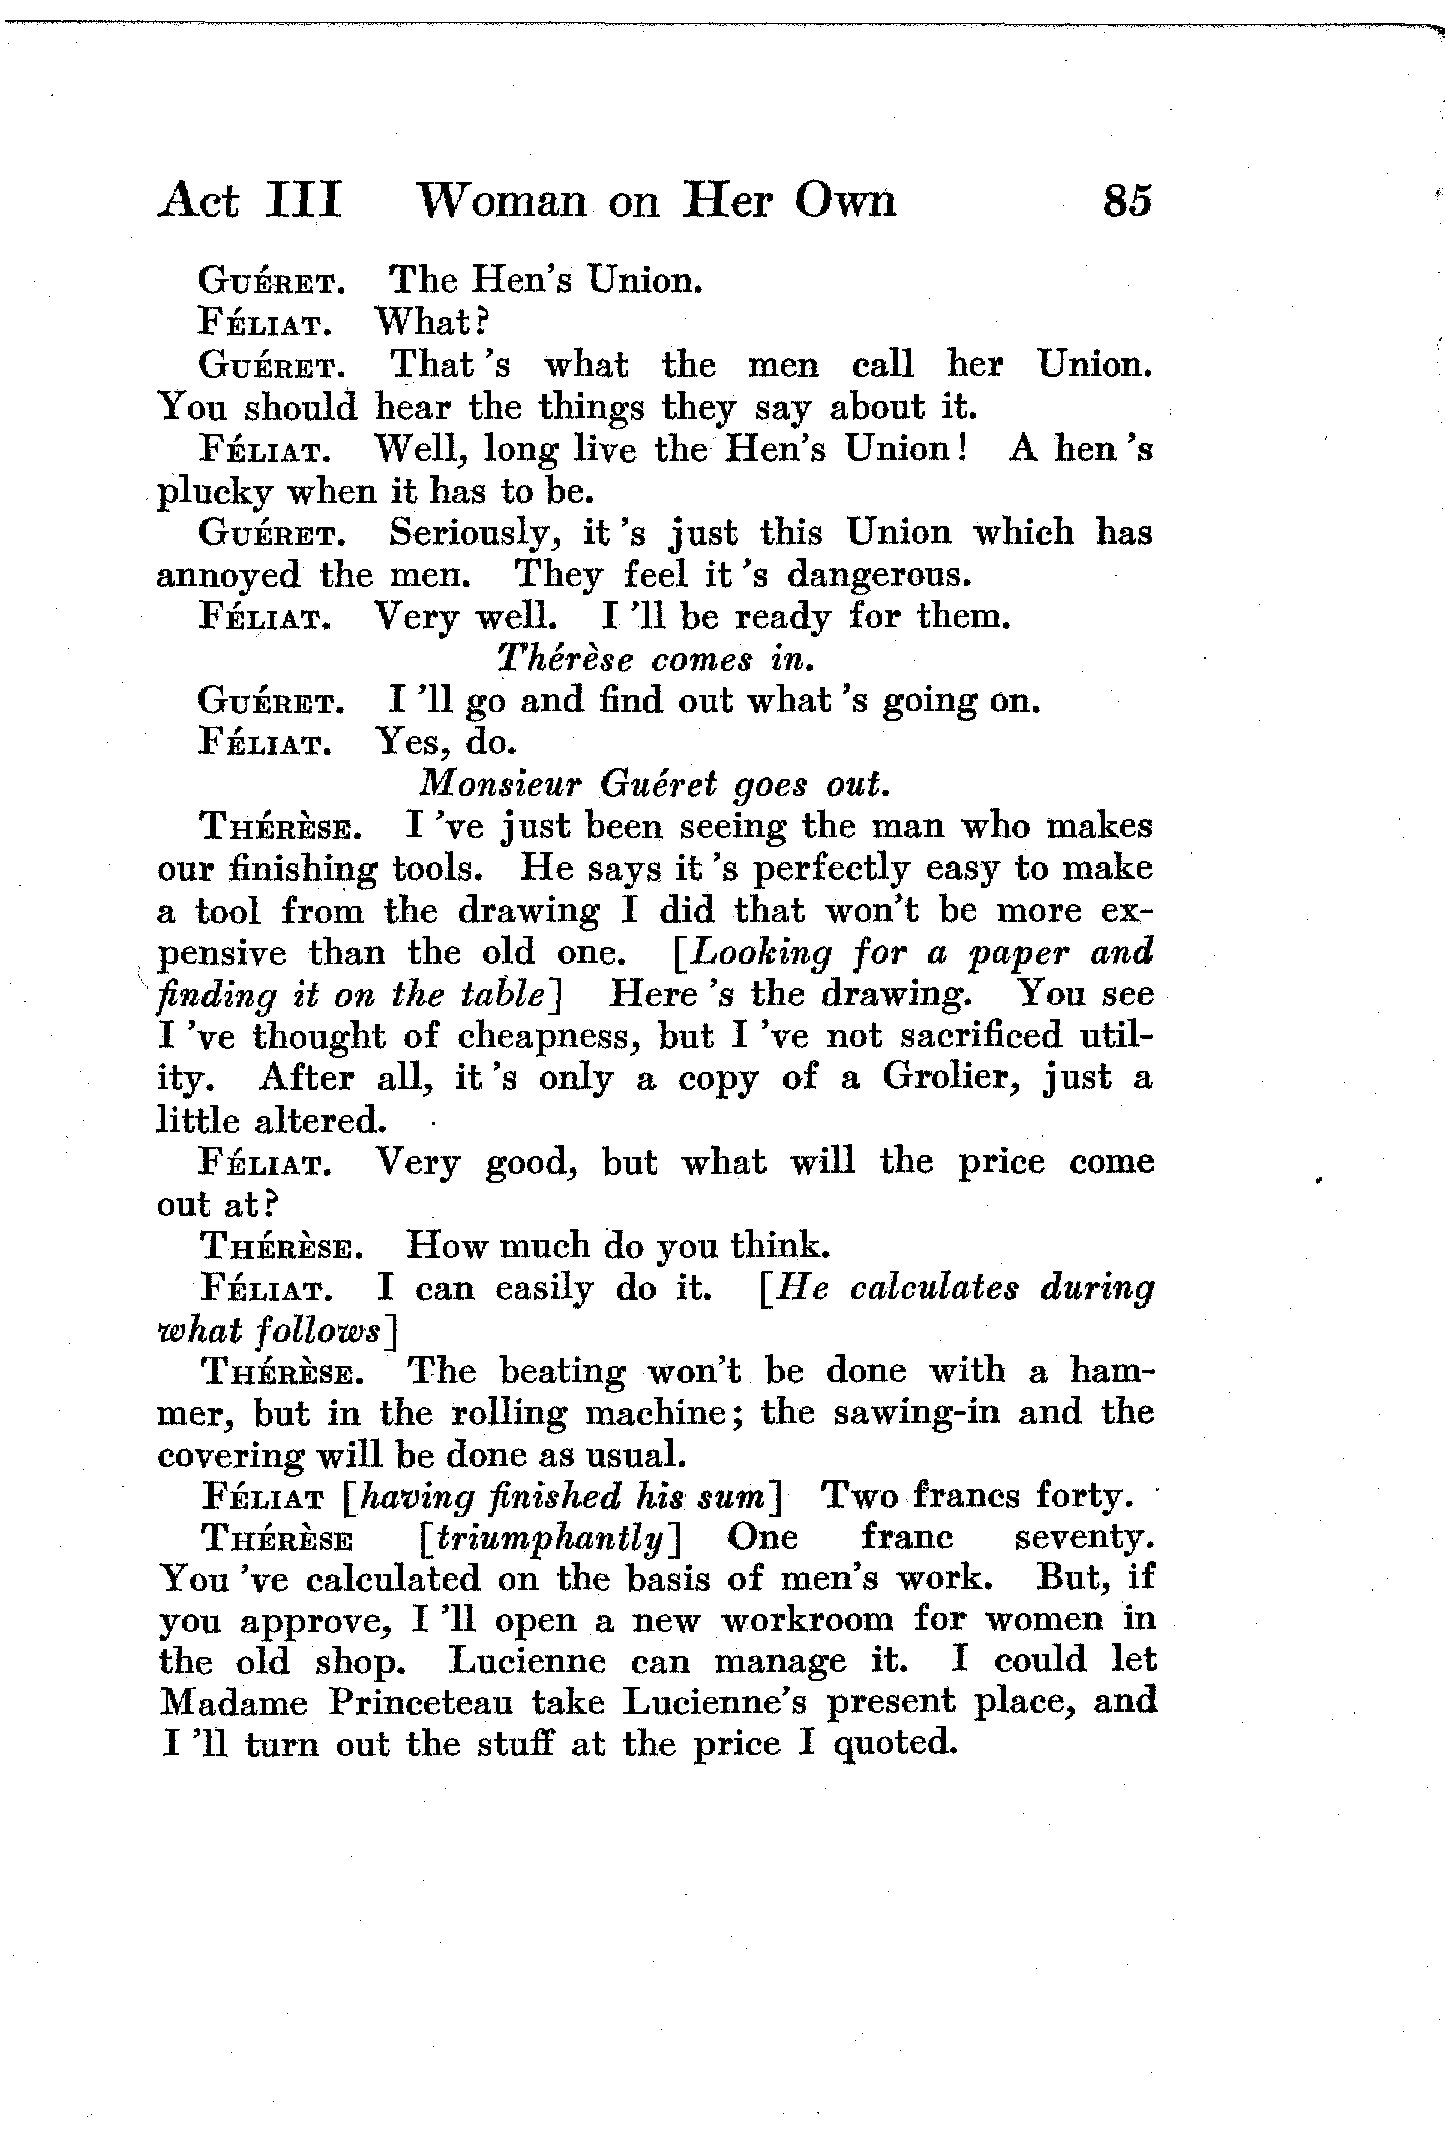 Act III Woman on Her Own 85
GUÉRET. The Hen's Union.
FÉLIAT. What?
GUÉRET. That 's what the men call her Union.
You should hear the things they say about it.
FÉLIAT. Well, long live the Hen's Union! A hen 's
plucky when it has to be.
GUÉRET. Seriously, it 's just this Union which has
annoyed the men. They feel it 's dangerous.
FÉLIAT. Very well. I 'll be ready for them.
Thérèse comes in.
GUÉRET. I 'll go and find out what 's going on.
FÉLIAT. Yes, do.
Monsieur Guéret goes out.
THÉRÈSE. I 've just been seeing the man who makes
our finishing tools. He says it 's perfectly easy to make
a tool from the drawing I did that won't be more ex-
pensive than the old one. [Looking for a paper and
finding it on the table] Here 's the drawing. You see
I 've thought of cheapness, but I 've not sacrificed util-
ity. After all, it 's only a copy of a Grolier, just a
little altered.
FÉLIAT. Very good, but what will the price come
out at?
THÉRÈSE. How much do you think.
FÉLIAT. I can easily do it. [He calculates during
what follows]
THÉRÈSE. The beating won't be done with a ham-
mer, but in the rolling machine; the sawing-in and the
covering will be done as usual.
FÉLIAT [having finished his sum] Two francs forty.
THÉRÈSE [triumphantly] One franc seventy.
You 've calculated on the basis of men's work. But, if
you approve, I 'll open a new workroom for women in
the old shop. Lucienne can manage it. I could let
Madame Princeteau take Lucienne's present place, and
I 'll turn out the stuff at the price I quoted.